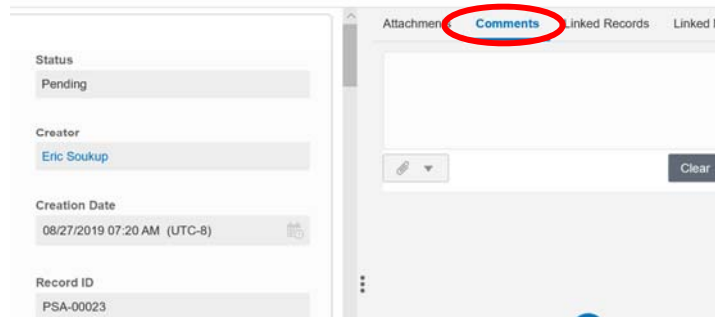 Attachments Comments Linked Records Linked
Status
Pending
Creator
Eric Soukup
Creation Date
08/27/2019 07:20 AM (UTC-8)
Record ID
PSA-00023
Clear